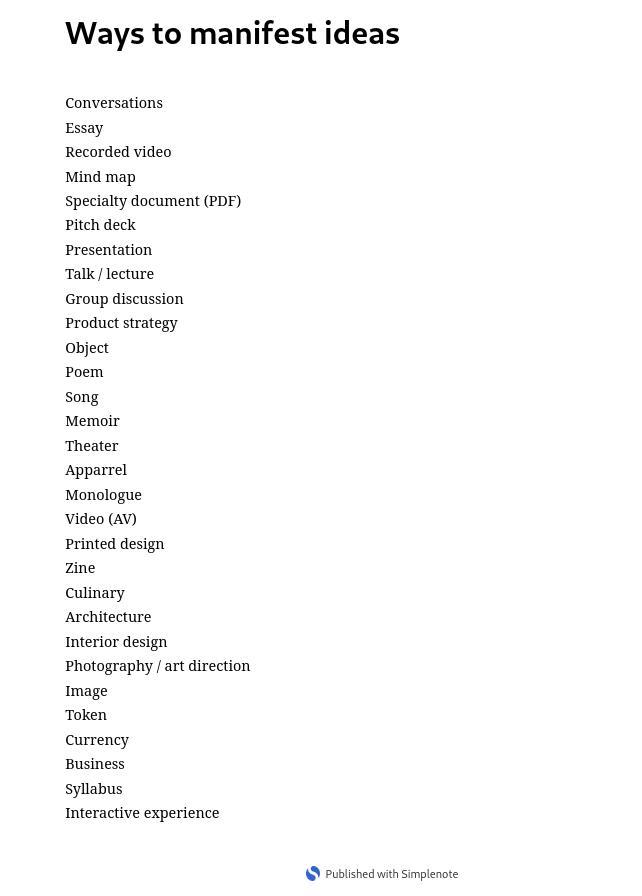 Ways to manifest ideas
Conversations
Essay
Recorded video
Mind map
Specialty document (PDF)
Pitch deck
Presentation
Talk / lecture
Group discussion
Product strategy
Object
Poem
Song
Memoir
Theater
Apparrel
Monologue
Video (AV)
Printed design
Zine
Culinary
Architecture
Interior design
Photography / art direction
Image
Token
Currency
Business
Syllabus
Interactive experience
Published with Simplenote